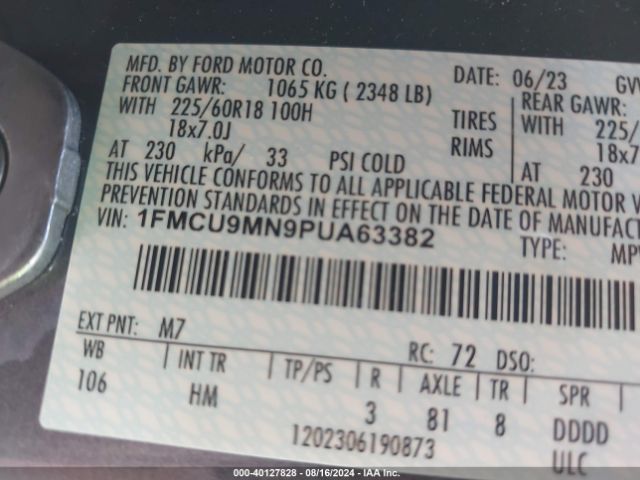 MFD. BY FORD MOTOR CO.
DATE: 06/23 GVW
FRONT GAWR: 1065 KG ( 2348 LB)
REAR GAWR:
WITH 225/60R18 100H TIRES WITH 225/
18x7.0J RIMS 18x7.
AT 230 kPa/ 33 PSI COLD AT 230
THIS VEHICLE CONFORMS TO ALL APPLICABLE FEDERAL MOTOR V
PREVENTION STANDARDS IN EFFECT ON THE DATE OF MANUFACT
VIN: 1FMCU9MN9PUA63382
TYPE: MPV
EXT PNT: M7
RC: 72 DSO:
WB INT TR TP/PS R AXLE TR SPR
106 HM 3 81 8 DDDD
1202306190873
ULC
000-40127828 - 08/16/2024 - IAA Inc.